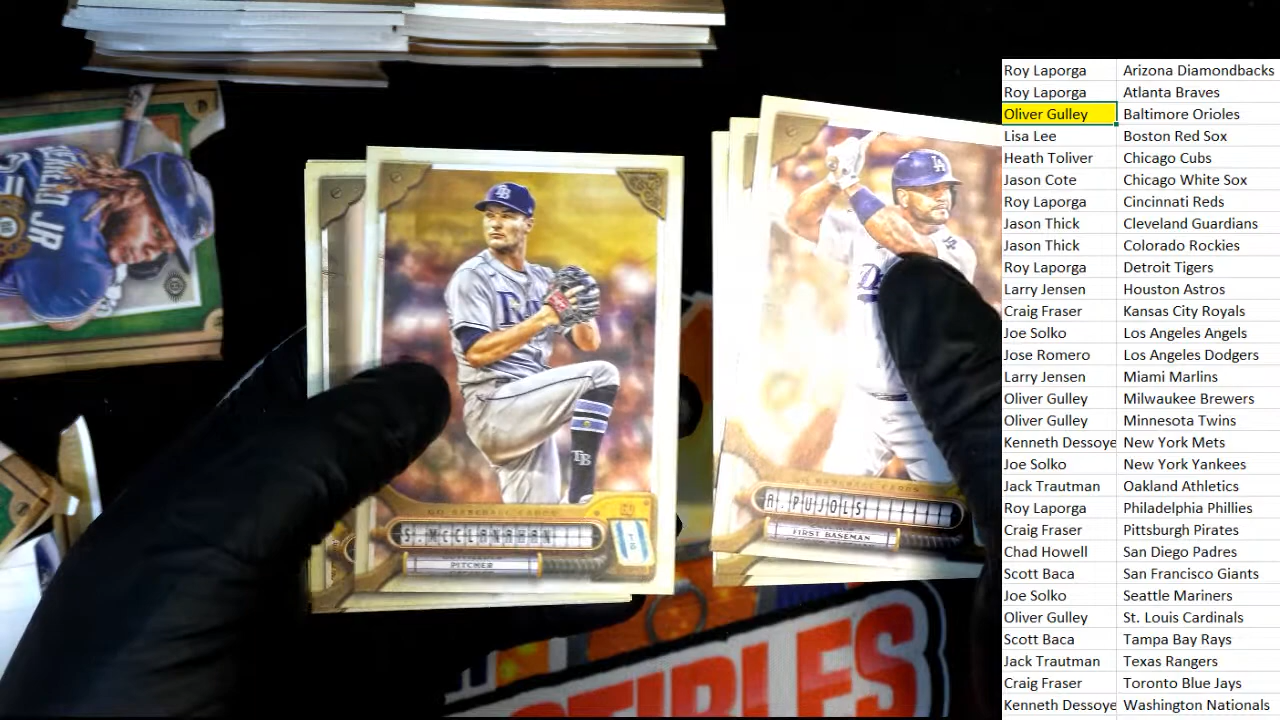 S. MCCLANAHAN
PITCHER
TB
TB
A. PUJOLS
FIRST BASEMAN
LA
JR
Roy Laporga Arizona Diamondbacks
Roy Laporga Atlanta Braves
Oliver Gulley Baltimore Orioles
Lisa Lee Boston Red Sox
Heath Toliver Chicago Cubs
Jason Cote Chicago White Sox
Roy Laporga Cincinnati Reds
Jason Thick Cleveland Guardians
Jason Thick Colorado Rockies
Roy Laporga Detroit Tigers
Larry Jensen Houston Astros
Craig Fraser Kansas City Royals
Joe Solko Los Angeles Angels
Jose Romero Los Angeles Dodgers
Larry Jensen Miami Marlins
Oliver Gulley Milwaukee Brewers
Oliver Gulley Minnesota Twins
Kenneth Dessoye New York Mets
Joe Solko New York Yankees
Jack Trautman Oakland Athletics
Roy Laporga Philadelphia Phillies
Craig Fraser Pittsburgh Pirates
Chad Howell San Diego Padres
Scott Baca San Francisco Giants
Joe Solko Seattle Mariners
Oliver Gulley St. Louis Cardinals
Scott Baca Tampa Bay Rays
Jack Trautman Texas Rangers
Craig Fraser Toronto Blue Jays
Kenneth Dessoye Washington Nationals